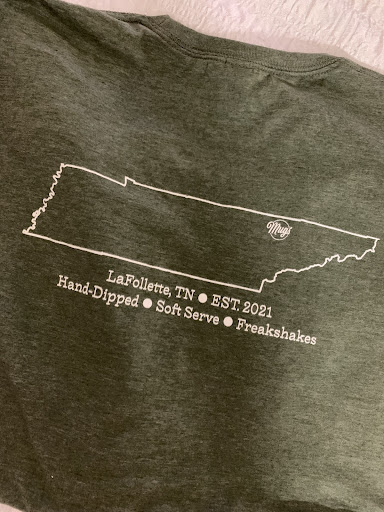 Mugs
LaFollette, TN ● EST. 2021
Hand-Dipped ● Soft Serve ● Freakshakes